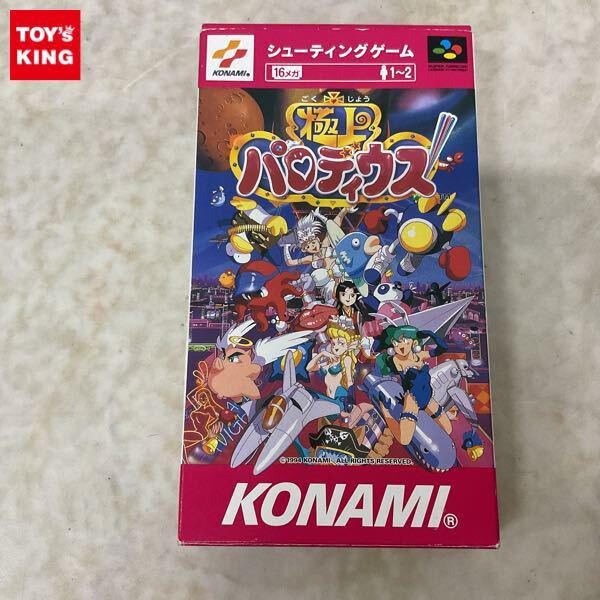 TOY'S
KING
KONAMI
シューティングゲーム
16メガ
1~2
ごく じょう
極上
パロディウス
TM
© 1994 KONAMI ALL RIGHTS RESERVED.
KONAMI®